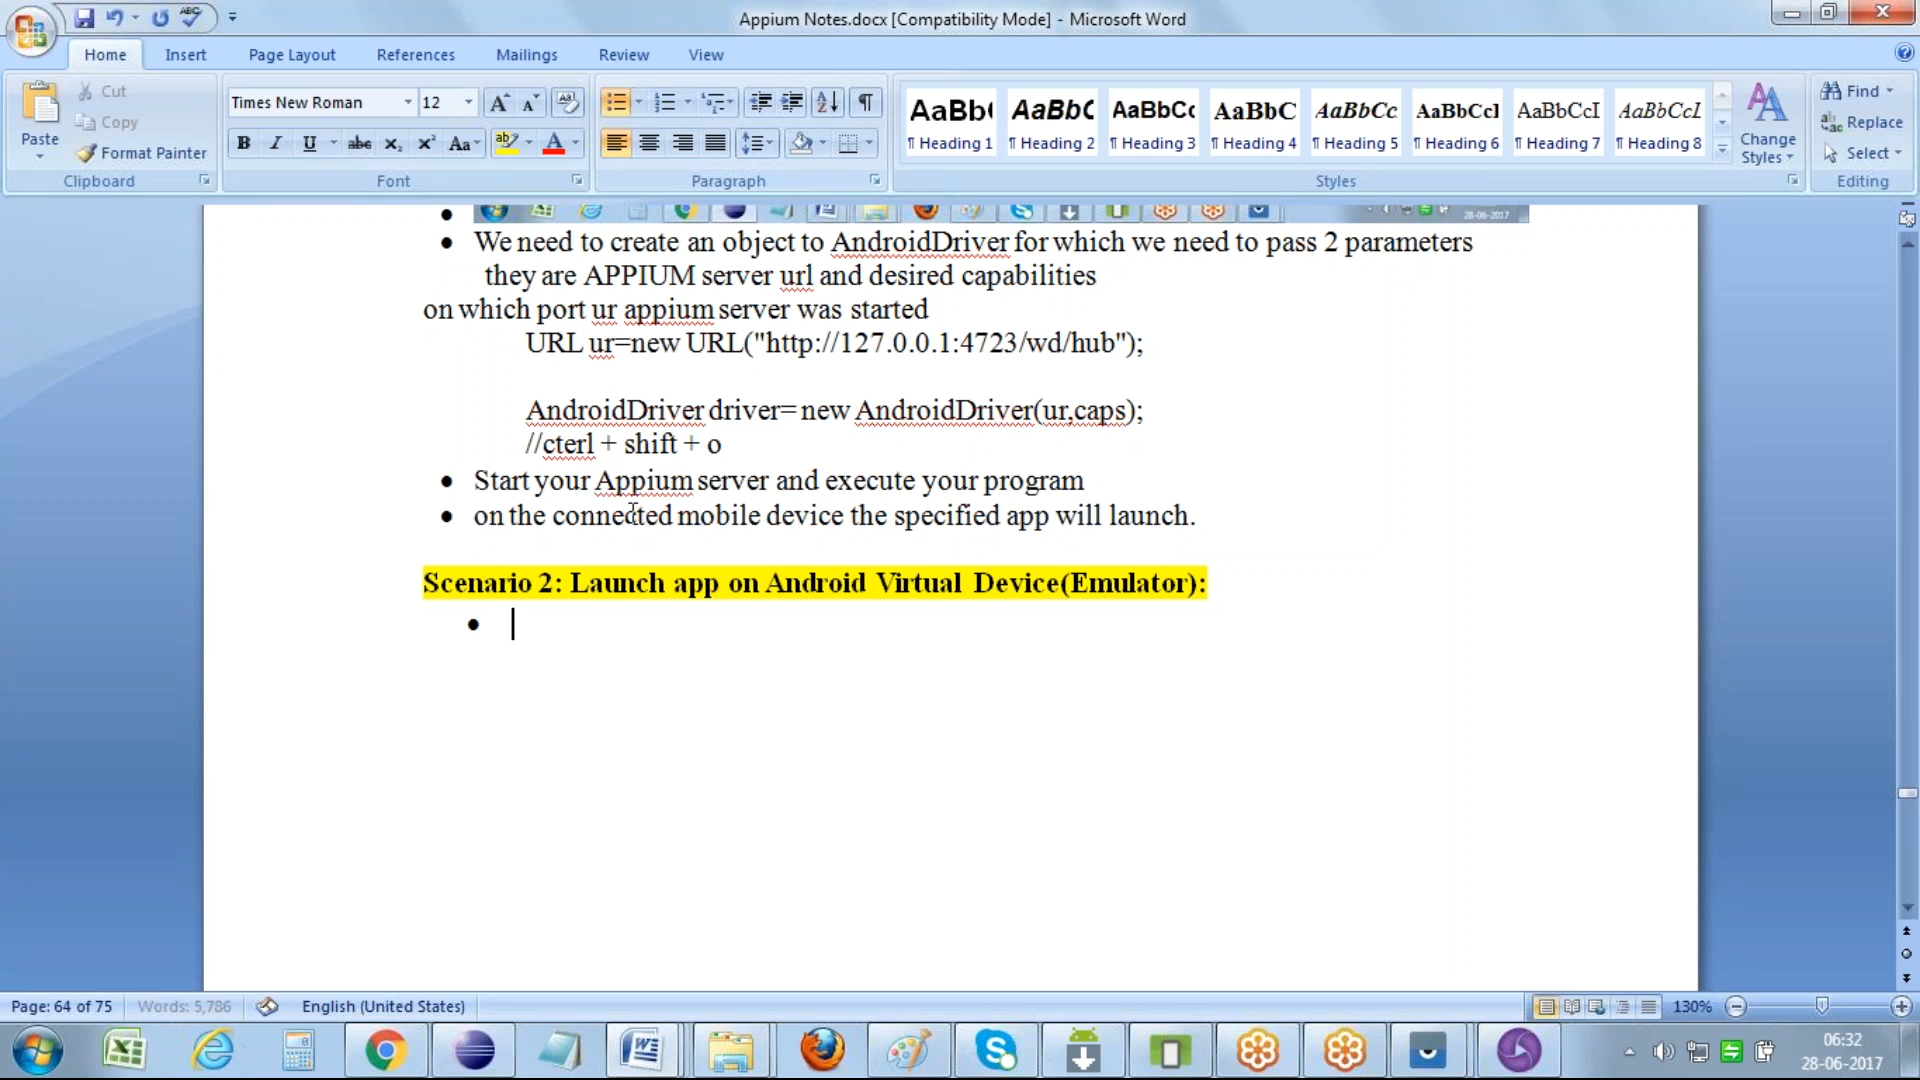 Appium Notes.docx [Compatibility Mode] - Microsoft Word
Home Insert Page Layout References Mailings Review View
Paste
Cut
Copy
Format Painter
Clipboard
Times New Roman 12
Font
Paragraph
AaBb( AaBbC AaBbCc AaBbC AaBbCc AaBbCcI AaBbCcI AaBbCcI
¶ Heading 1 ¶ Heading 2 ¶ Heading 3 ¶ Heading 4 ¶ Heading 5 ¶ Heading 6 ¶ Heading 7 ¶ Heading 8
Change Styles
Styles
Find
Replace
Select
Editing
28-06-2017
• We need to create an object to AndroidDriver for which we need to pass 2 parameters
they are APPIUM server url and desired capabilities
on which port ur appium server was started
URL ur=new URL("http://127.0.0.1:4723/wd/hub");
AndroidDriver driver= new AndroidDriver(ur,caps);
//cterl + shift + o
• Start your Appium server and execute your program
• on the connected mobile device the specified app will launch.
Scenario 2: Launch app on Android Virtual Device(Emulator):
•
Page: 64 of 75 Words: 5,786 English (United States) 130%
06:32
28-06-2017